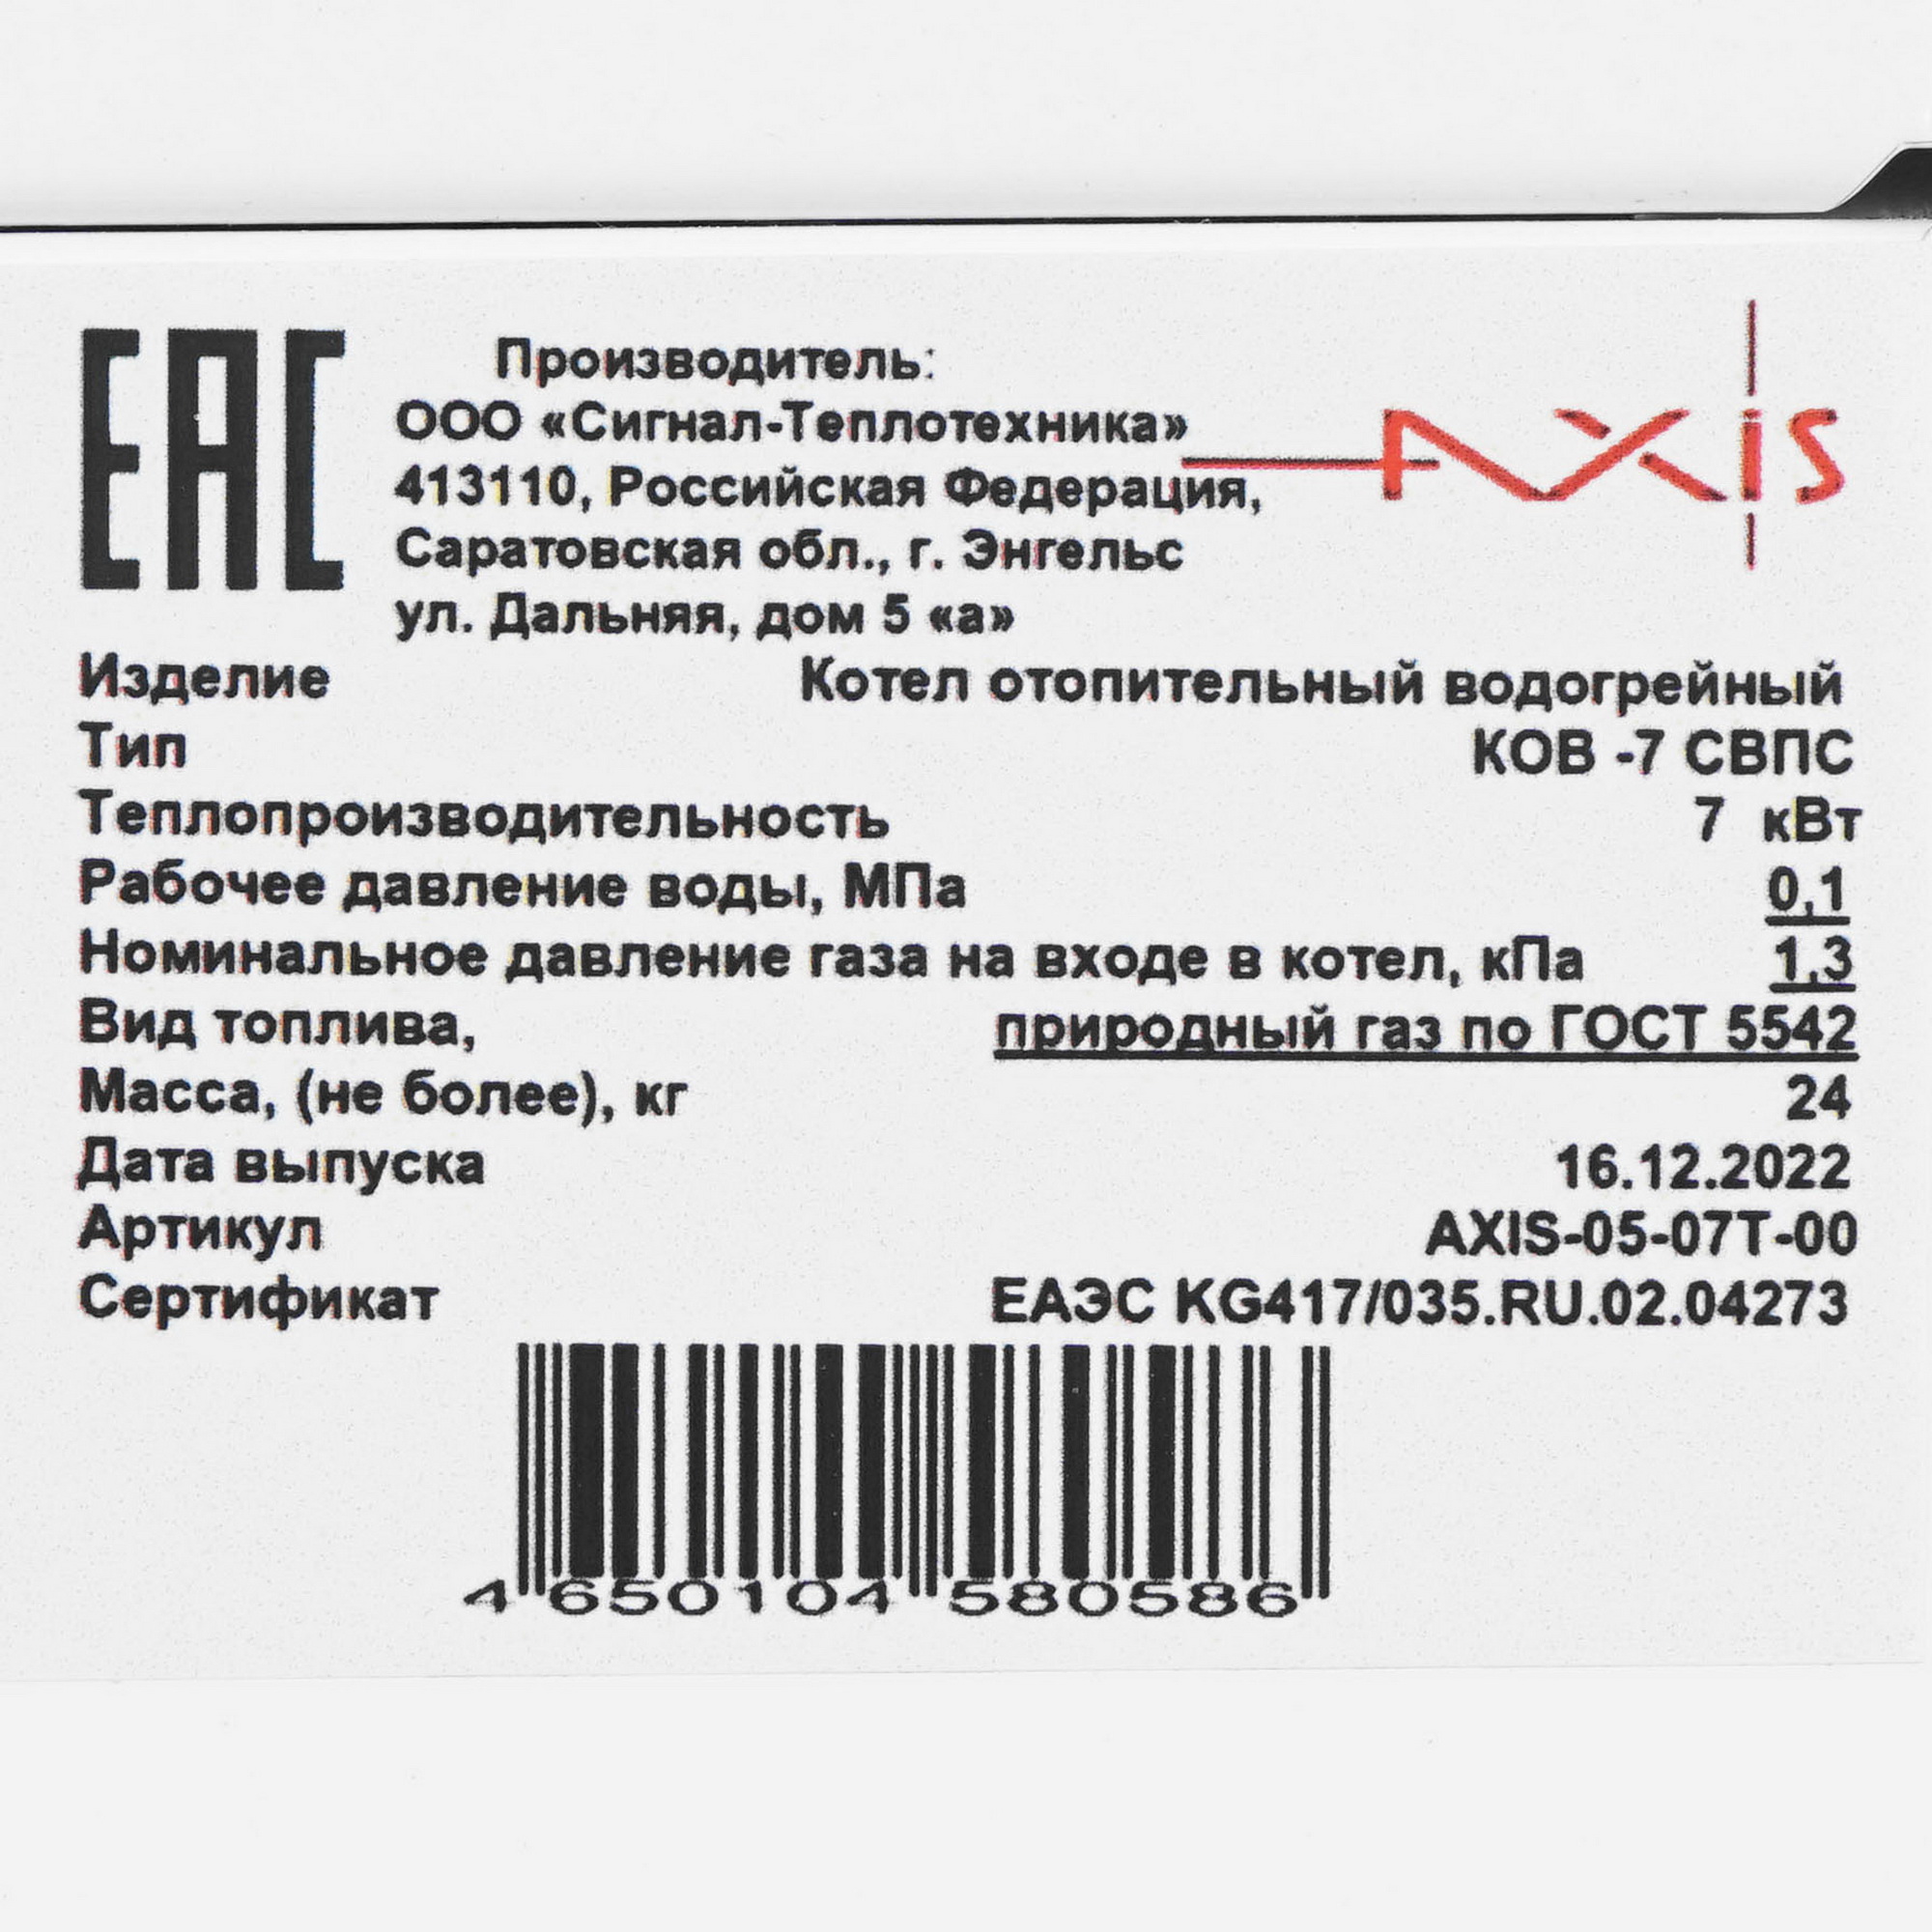 EAC
Производитель:
ООО «Сигнал-Теплотехника»
413110, Российская Федерация,
Саратовская обл., г. Энгельс
ул. Дальняя, дом 5 «а»
AXIS
Изделие Котел отопительный водогрейный
Тип КОВ -7 СВПС
Теплопроизводительность 7 кВт
Рабочее давление воды, МПа 0,1
Номинальное давление газа на входе в котел, кПа 1,3
Вид топлива, природный газ по ГОСТ 5542
Масса, (не более), кг 24
Дата выпуска 16.12.2022
Артикул AXIS-05-07T-00
Сертификат ЕАЭС KG417/035.RU.02.04273
4 650104 580586